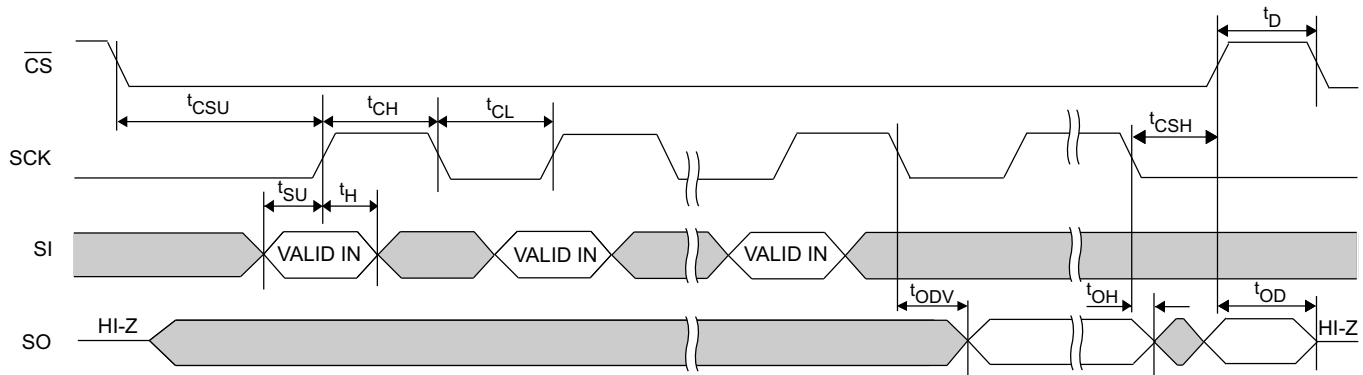 tD
CS
tCSU
tCH
tCL
tCSH
SCK
tSU
tH
SI
VALID IN
VALID IN
VALID IN
tODV
tOH
tOD
HI-Z
HI-Z
SO